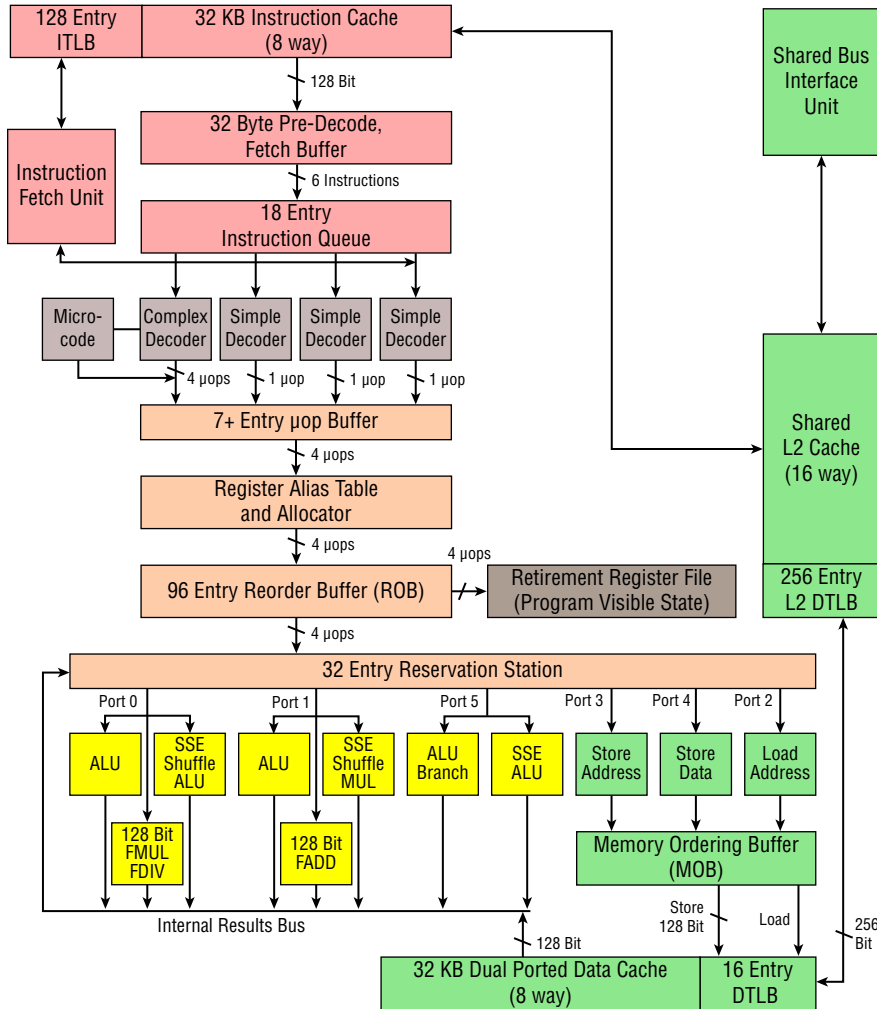 128 Entry
ITLB
32 KB Instruction Cache
(8 way)
Shared Bus
Interface
Unit
128 Bit
32 Byte Pre-Decode,
Fetch Buffer
Instruction
Fetch Unit
6 Instructions
18 Entry
Instruction Queue
Micro-
code
Complex
Decoder
Simple
Decoder
Simple
Decoder
Simple
Decoder
4 µops
1 µop
1 µop
1 µop
7+ Entry µop Buffer
Shared
L2 Cache
(16 way)
4 µops
Register Alias Table
and Allocator
4 µops
4 µops
96 Entry Reorder Buffer (ROB)
Retirement Register File
(Program Visible State)
256 Entry
L2 DTLB
4 µops
32 Entry Reservation Station
Port 0
Port 1
Port 5
Port 3
Port 4
Port 2
ALU
SSE
Shuffle
ALU
ALU
SSE
Shuffle
MUL
ALU
Branch
SSE
ALU
Store
Address
Store
Data
Load
Address
128 Bit
FMUL
FDIV
128 Bit
FADD
Memory Ordering Buffer
(MOB)
Internal Results Bus
Store
128 Bit
Load
256
Bit
128 Bit
32 KB Dual Ported Data Cache
(8 way)
16 Entry
DTLB